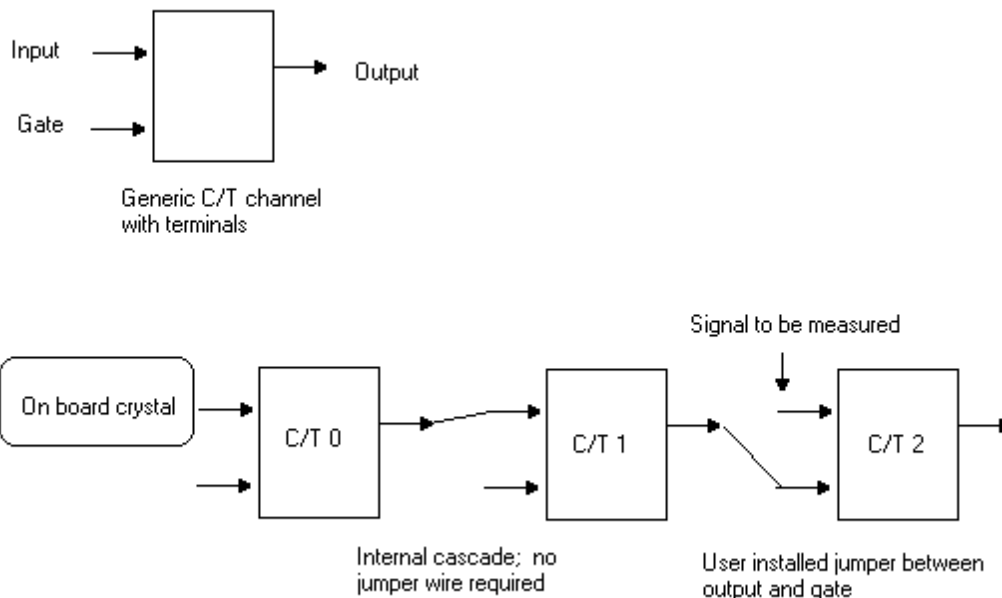 Input
Output
Gate
Generic C/T channel
with terminals
Signal to be measured
On board crystal
C/T 0
C/T 1
C/T 2
Internal cascade;  no
jumper wire required
User installed jumper between
output and gate